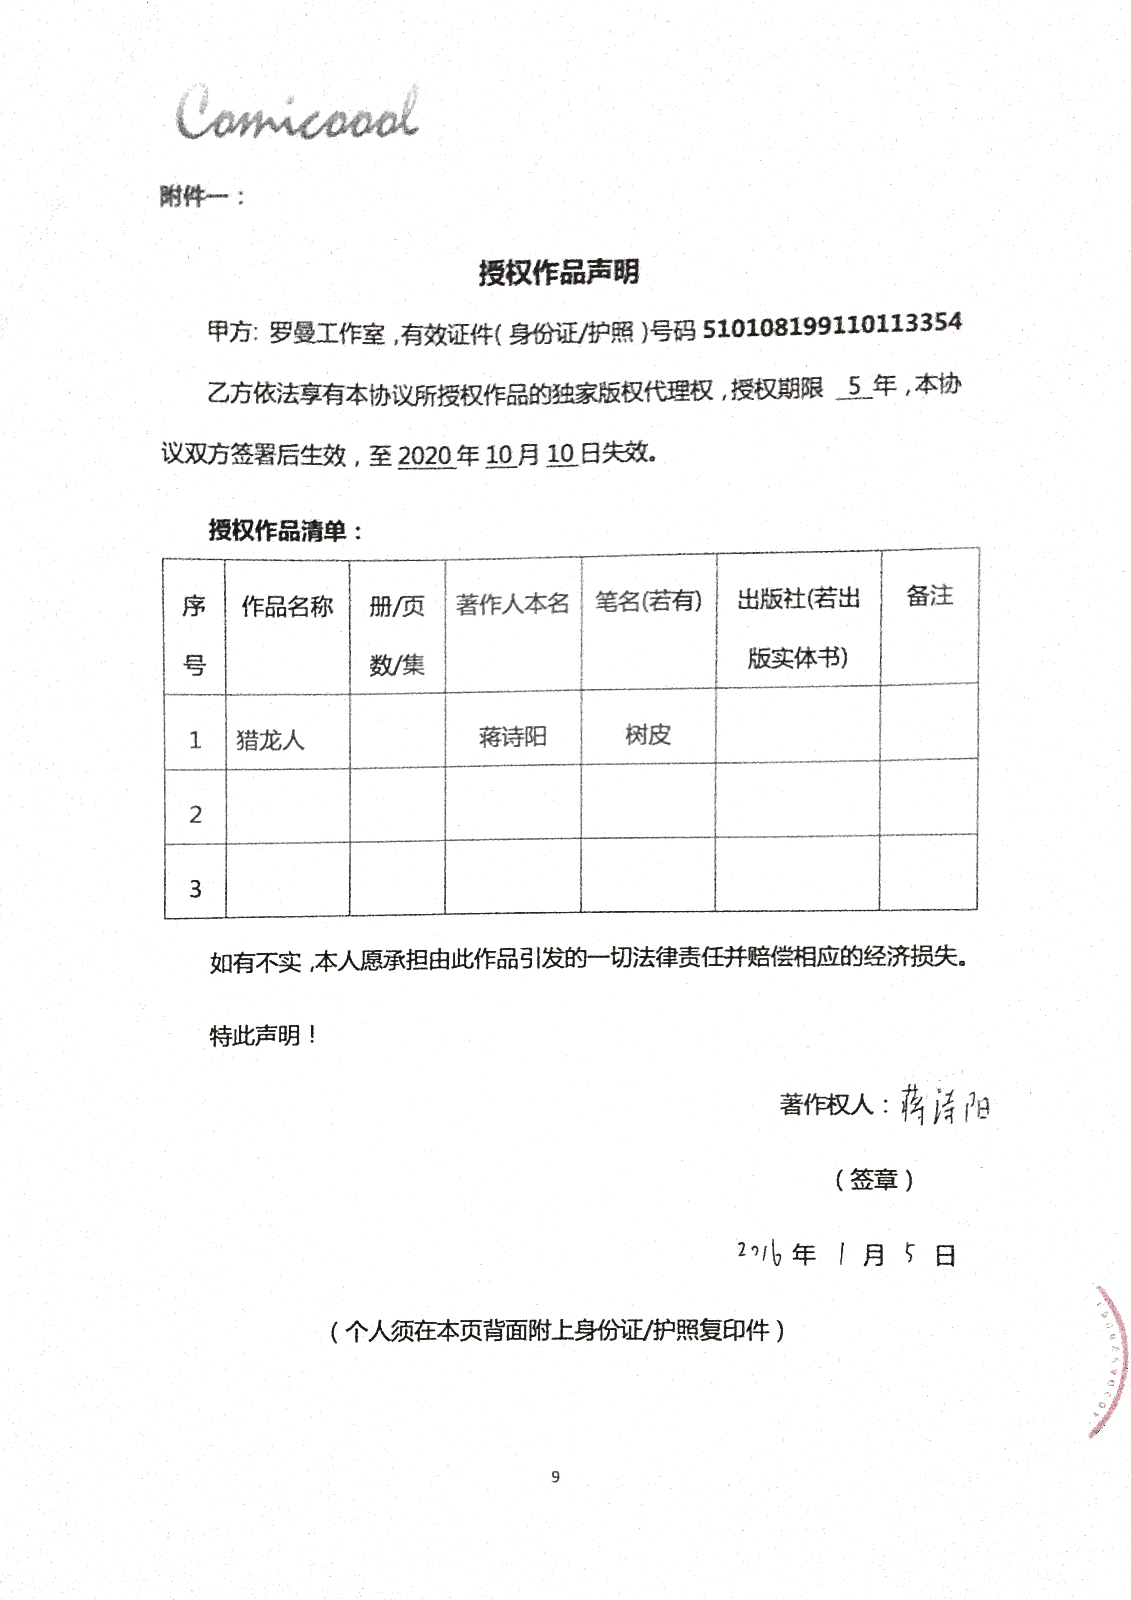 Comicoool
附件一：
授权作品声明
甲方: 罗曼工作室 ,有效证件( 身份证/护照 )号码 510108199110113354
乙方依法享有本协议所授权作品的独家版权代理权 , 授权期限 5 年 , 本协
议双方签署后生效 , 至 2020 年 10 月 10 日失效。
授权作品清单：
序号 作品名称 册/页数/集 著作人本名 笔名(若有) 出版社(若出版实体书) 备注
1 猎龙人 蒋诗阳 树皮
2
3
如有不实 ,本人愿承担由此作品引发的一切法律责任并赔偿相应的经济损失。
特此声明！
著作权人：蒋诗阳
（签章）
2016 年 1 月 5 日
（个人须在本页背面附上身份证/护照复印件）
9